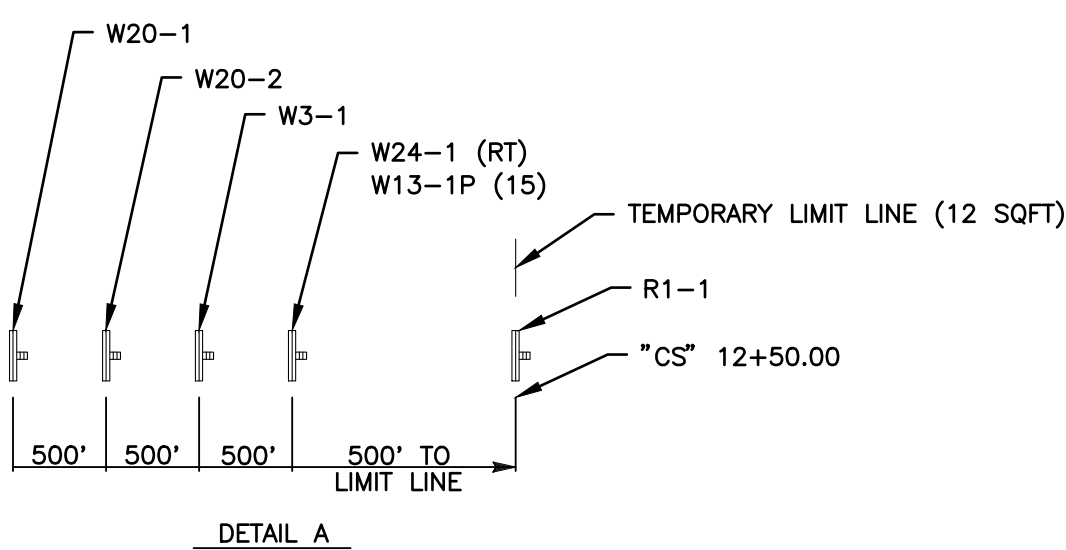 W20-1
W20-2
W3-1
W24-1 (RT)
W13-1P (15)
TEMPORARY LIMIT LINE (12 SQFT)
R1-1
"CS" 12+50.00
500' 500' 500' 500' TO
LIMIT LINE
DETAIL A